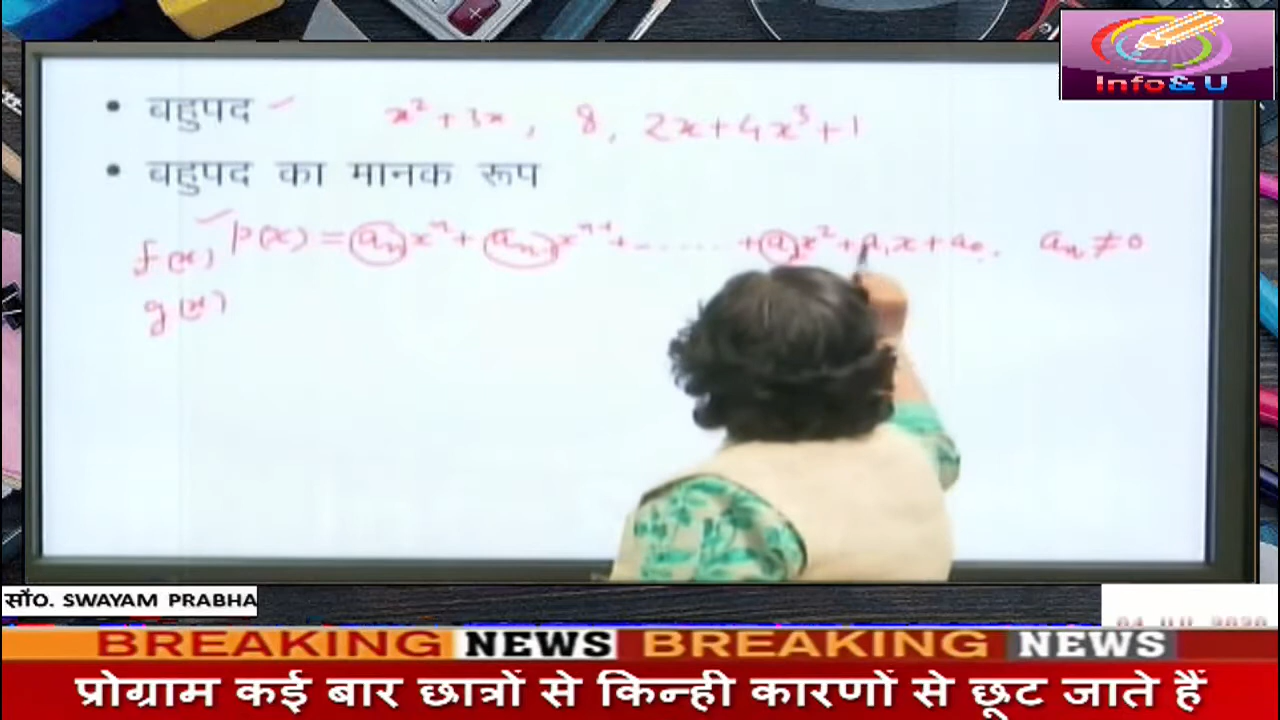 Info & U
• बहुपद ✓ x² + 3x, 8, 2x + 4x³ + 1
• बहुपद का मानक रूप
p(x) = aₙxⁿ + aₙ₋₁xⁿ⁻¹ + ...... + a₂x² + a₁x + a₀. aₙ ≠ 0
f(x)
g(x)
सौ0. SWAYAM PRABHA
BREAKING NEWS BREAKING NEWS
प्रोग्राम कई बार छात्रों से किन्ही कारणों से छूट जाते हैं